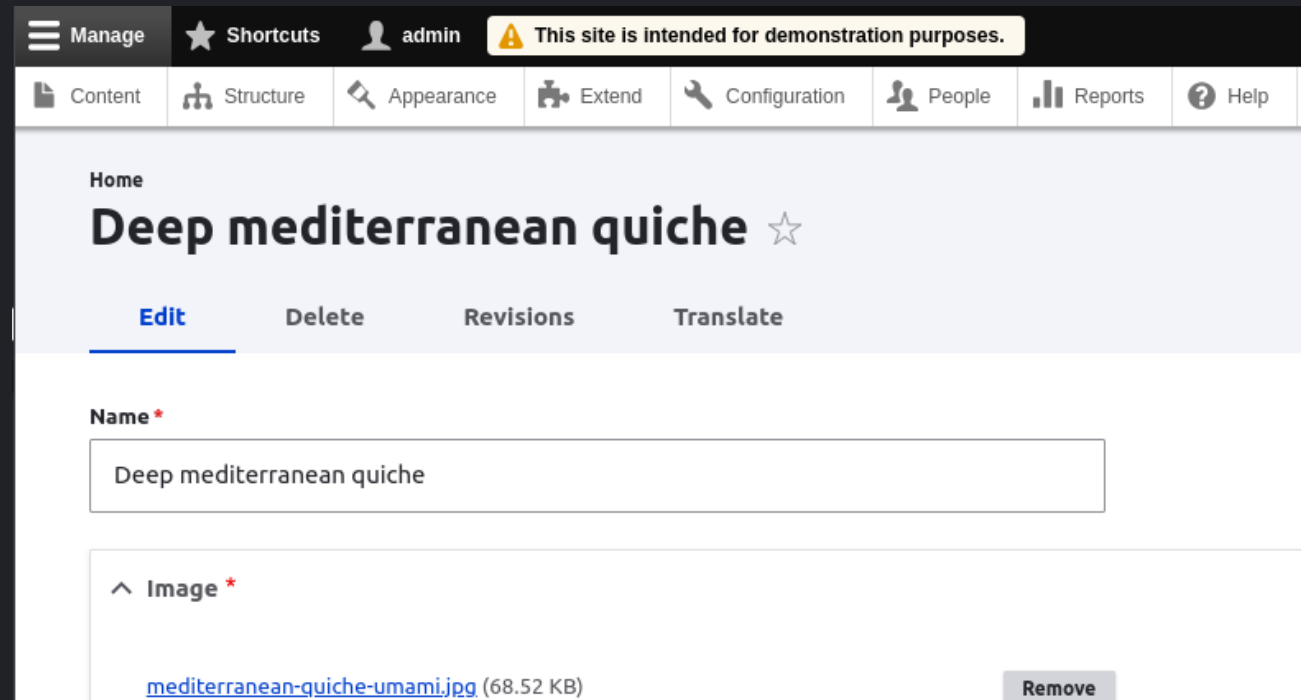 Manage Shortcuts admin This site is intended for demonstration purposes.
Content Structure Appearance Extend Configuration People Reports Help
Home
Deep mediterranean quiche
Edit Delete Revisions Translate
Name*
Deep mediterranean quiche
Image *
mediterranean-quiche-umami.jpg (68.52 KB) Remove